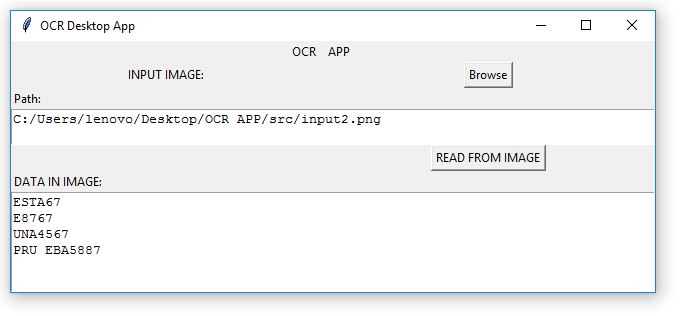 OCR Desktop App
OCR APP
INPUT IMAGE:
Browse
Path:
C:/Users/lenovo/Desktop/OCR APP/src/input2.png
READ FROM IMAGE
DATA IN IMAGE:
ESTA67
E8767
UNA4567
PRU EBA5887